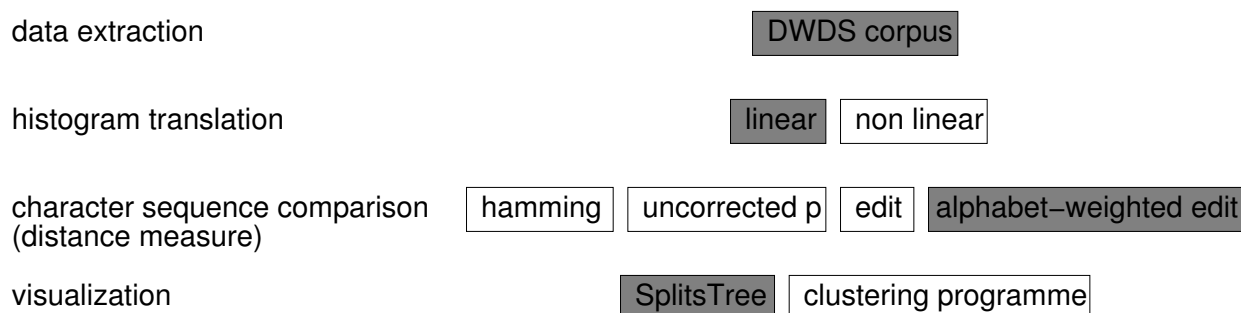 data extraction DWDS corpus
histogram translation linear non linear
character sequence comparison hamming uncorrected p edit alphabet−weighted edit
(distance measure)
visualization SplitsTree clustering programme